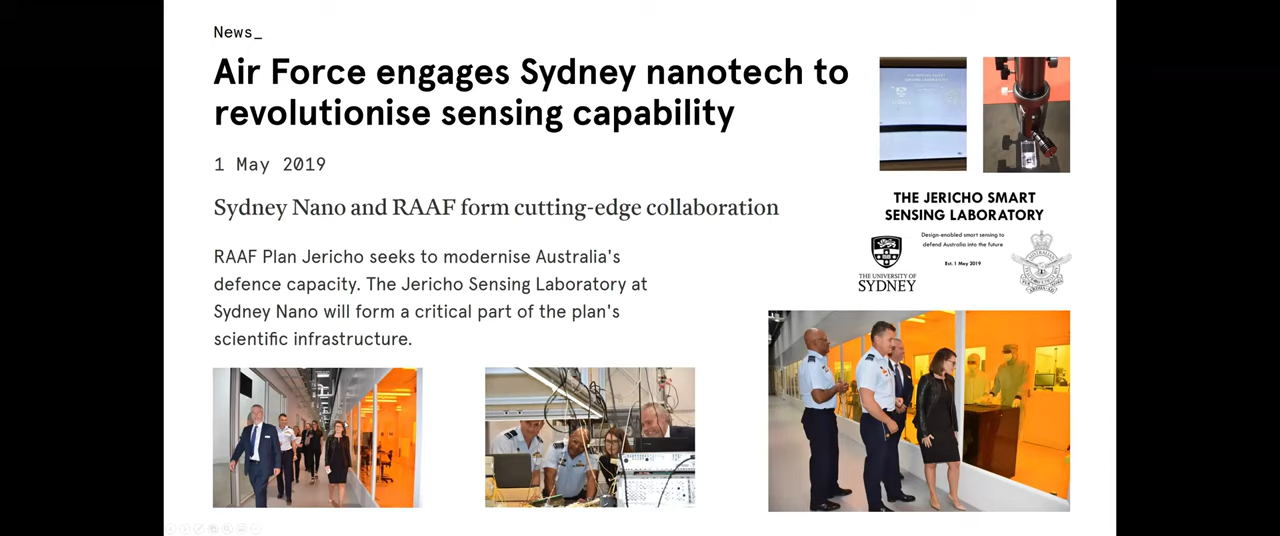 News_
Air Force engages Sydney nanotech to
revolutionise sensing capability
1 May 2019
Sydney Nano and RAAF form cutting-edge collaboration
RAAF Plan Jericho seeks to modernise Australia's
defence capacity. The Jericho Sensing Laboratory at
Sydney Nano will form a critical part of the plan's
scientific infrastructure.
THE JERICHO SMART
SENSING LABORATORY
Design-enabled smart sensing to
defend Australia into the future
Est. 1 May 2019
THE UNIVERSITY OF
SYDNEY